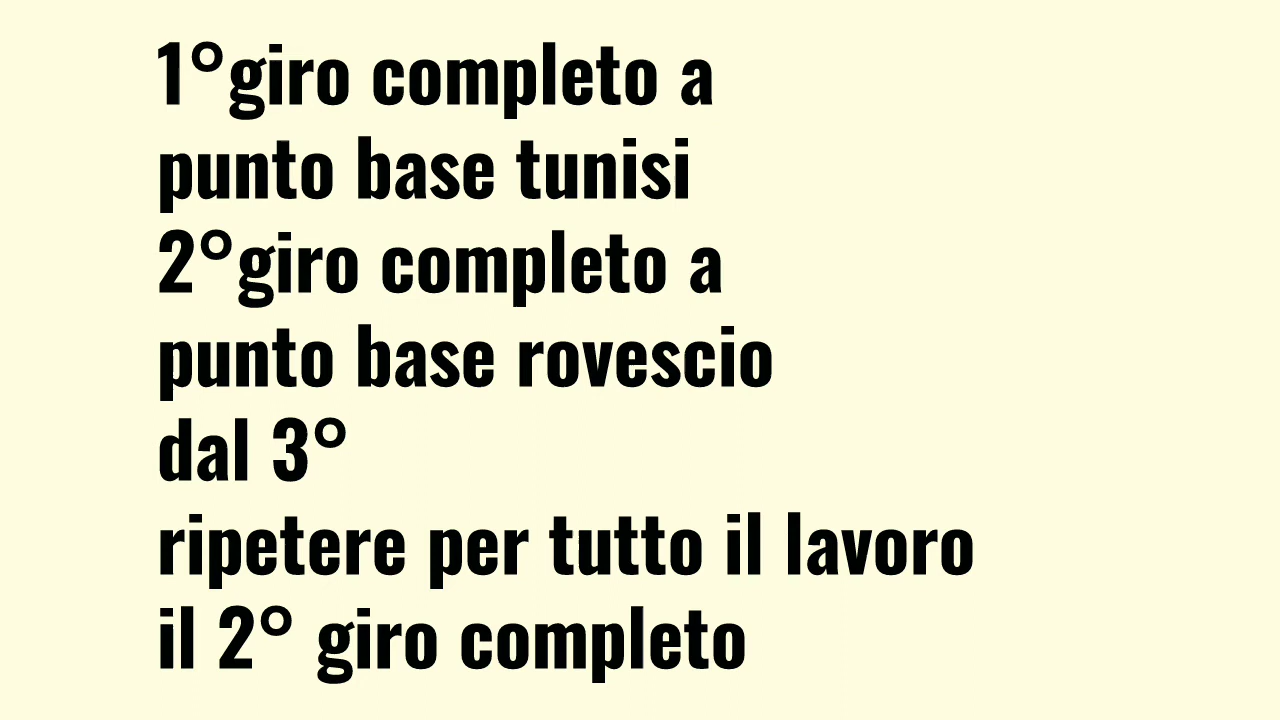 1°giro completo a
punto base tunisi
2°giro completo a
punto base rovescio
dal 3°
ripetere per tutto il lavoro
il 2° giro completo